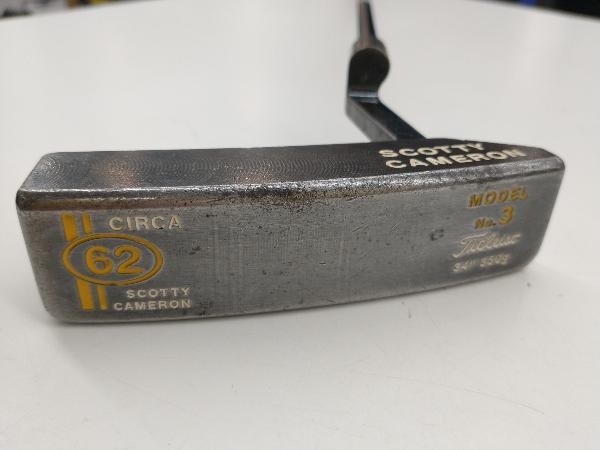 SCOTTY
CAMERON
CIRCA
62
SCOTTY
CAMERON
MODEL
No. 3
Titleist